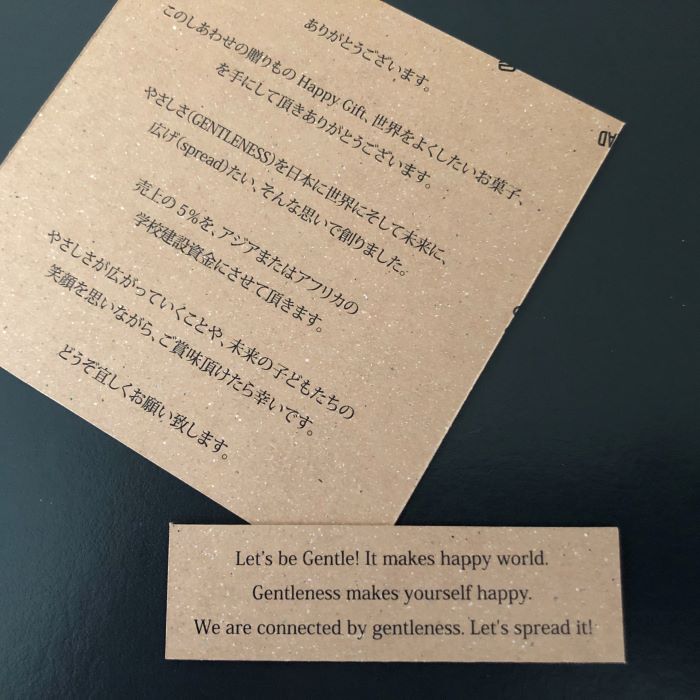 ありがとうございます。
このしあわせの贈りもの Happy Gift、世界をよくしたいお菓子、
を手にして頂きありがとうございます。
やさしさ(GENTLENESS)を日本に世界にそして未来に、
広げ(spread)たい、そんな思いで創りました。
売上の 5%を、アジアまたはアフリカの
学校建設資金にさせて頂きます。
やさしさが広がっていくことや、未来の子どもたちの
笑顔を思いながら、ご賞味頂けたら幸いです。
どうぞ宜しくお願い致します。
Let's be Gentle! It makes happy world.
Gentleness makes yourself happy.
We are connected by gentleness. Let's spread it!